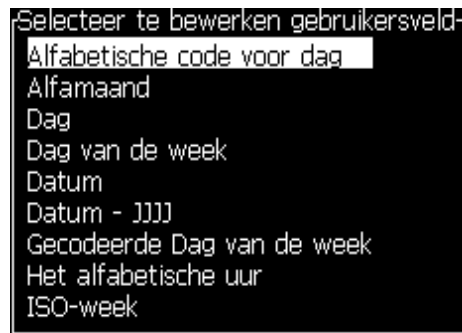 Selecteer te bewerken gebruikersveld
Alfabetische code voor dag
Alfamaand
Dag
Dag van de week
Datum
Datum - JJJJ
Gecodeerde Dag van de week
Het alfabetische uur
ISO-week